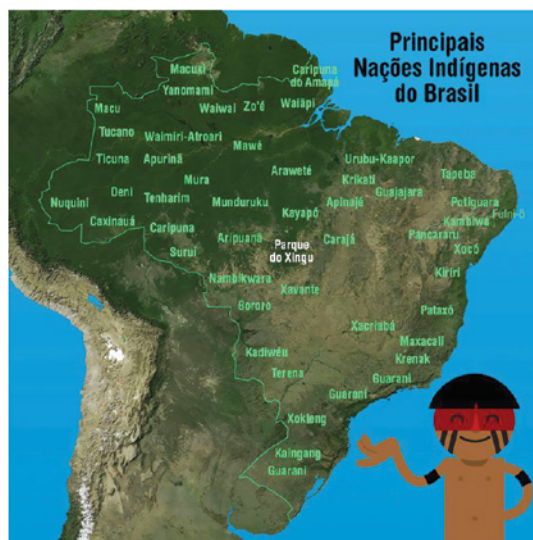 Principais
Nações Indígenas
do Brasil
Macuxi
Caripuna
do Amapá
Yanomami
Macu
Waiwai
Zo'é
Waiãpi
Tucano
Waimiri-Atroari
Mawé
Ticuna
Apurinã
Urubu-Kaapor
Mura
Araweté
Krikati
Tapeba
Deni
Tenharim
Munduruku
Guajajara
Nuquini
Apinajé
Potiguara
Kayapó
Fulni-ô
Caxinauá
Caripuna
Kambiwá
Aripuanã
Carajá
Pancararu
Parque
do Xingu
Suruí
Xocó
Nambikwara
Kiriri
Xavante
Bororo
Pataxó
Xacriabá
Maxacali
Kadiwéu
Krenak
Terena
Guarani
Guarani
Xokleng
Kaingang
Guarani